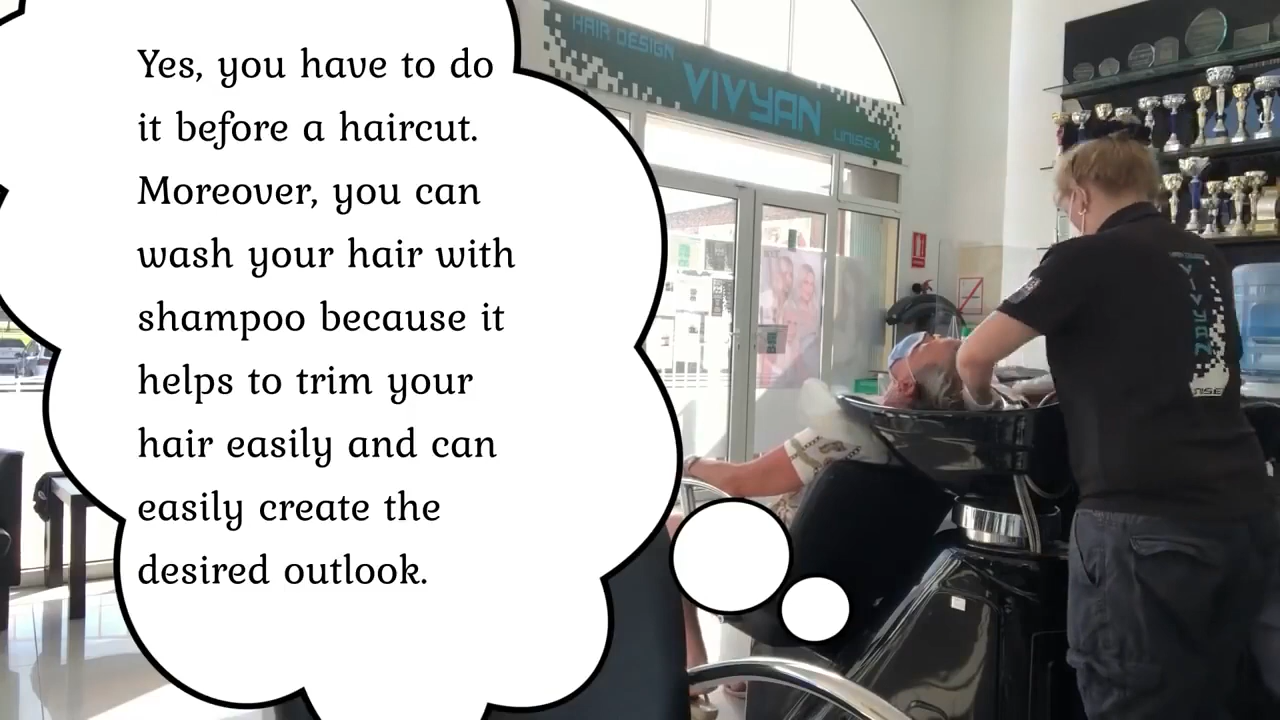 Yes, you have to do
it before a haircut.
Moreover, you can
wash your hair with
shampoo because it
helps to trim your
hair easily and can
easily create the
desired outlook.
HAIR DESIGN
VIVYAN
UNISEX
VIVYAN